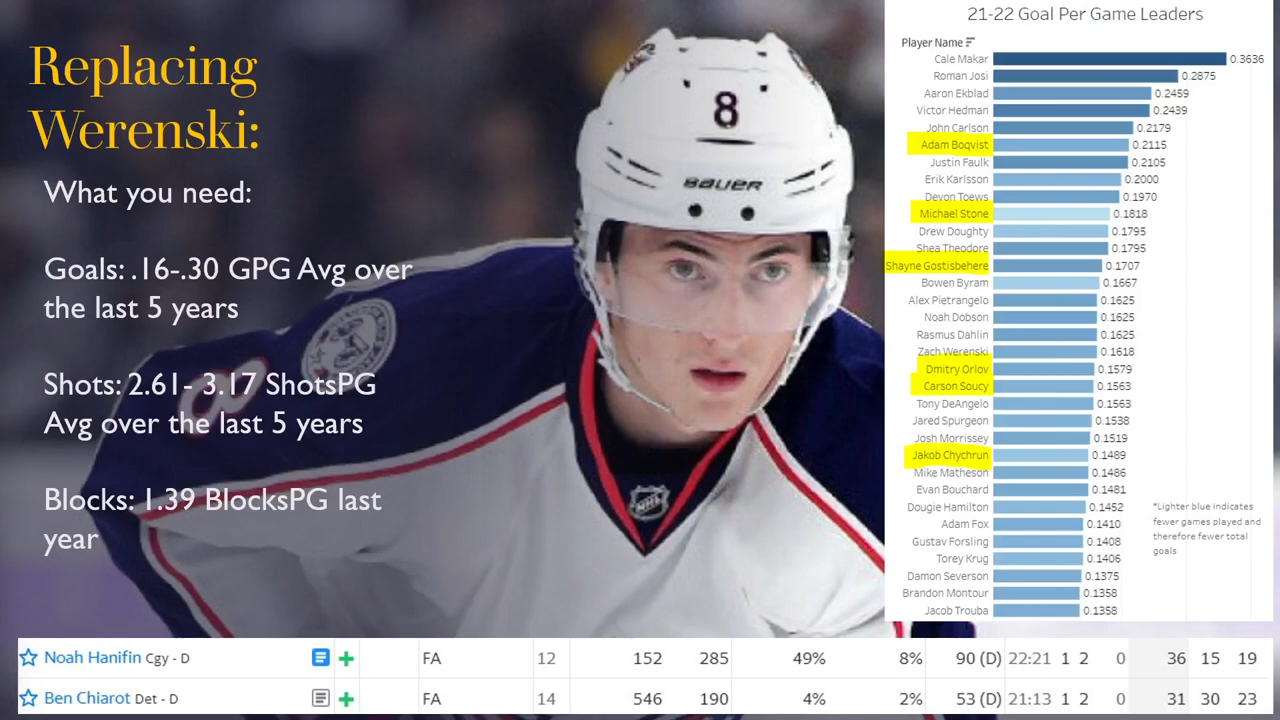 Replacing
Werenski:
What you need:
Goals: .16-.30 GPG Avg over
the last 5 years
Shots: 2.61- 3.17 ShotsPG
Avg over the last 5 years
Blocks: 1.39 BlocksPG last
year
8
BAUER
NHL
21-22 Goal Per Game Leaders
Player Name
Cale Makar 0.3636
Roman Josi 0.2875
Aaron Ekblad 0.2459
Victor Hedman 0.2439
John Carlson 0.2179
Adam Boqvist 0.2115
Justin Faulk 0.2105
Erik Karlsson 0.2000
Devon Toews 0.1970
Michael Stone 0.1818
Drew Doughty 0.1795
Shea Theodore 0.1795
Shayne Gostisbehere 0.1707
Bowen Byram 0.1667
Alex Pietrangelo 0.1625
Noah Dobson 0.1625
Rasmus Dahlin 0.1625
Zach Werenski 0.1618
Dmitry Orlov 0.1579
Carson Soucy 0.1563
Tony DeAngelo 0.1563
Jared Spurgeon 0.1538
Josh Morrissey 0.1519
Jakob Chychrun 0.1489
Mike Matheson 0.1486
Evan Bouchard 0.1481
Dougie Hamilton 0.1452
Adam Fox 0.1410
Gustav Forsling 0.1408
Torey Krug 0.1406
Damon Severson 0.1375
Brandon Montour 0.1358
Jacob Trouba 0.1358
*Lighter blue indicates
fewer games played and
therefore fewer total
goals
Noah Hanifin Cgy - D FA 12 152 285 49% 8% 90 (D) 22:21 1 2 0 36 15 19
Ben Chiarot Det - D FA 14 546 190 4% 2% 53 (D) 21:13 1 2 0 31 30 23